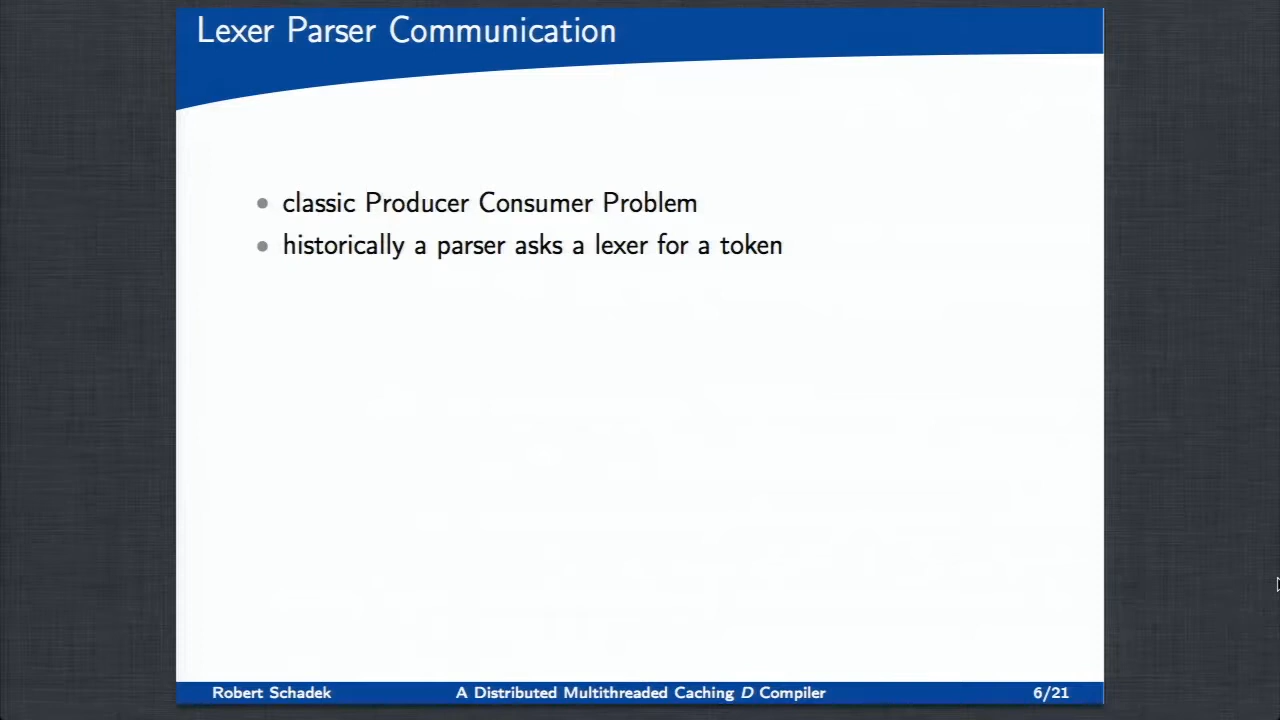 Lexer Parser Communication
classic Producer Consumer Problem
historically a parser asks a lexer for a token
Robert Schadek A Distributed Multithreaded Caching D Compiler 6/21